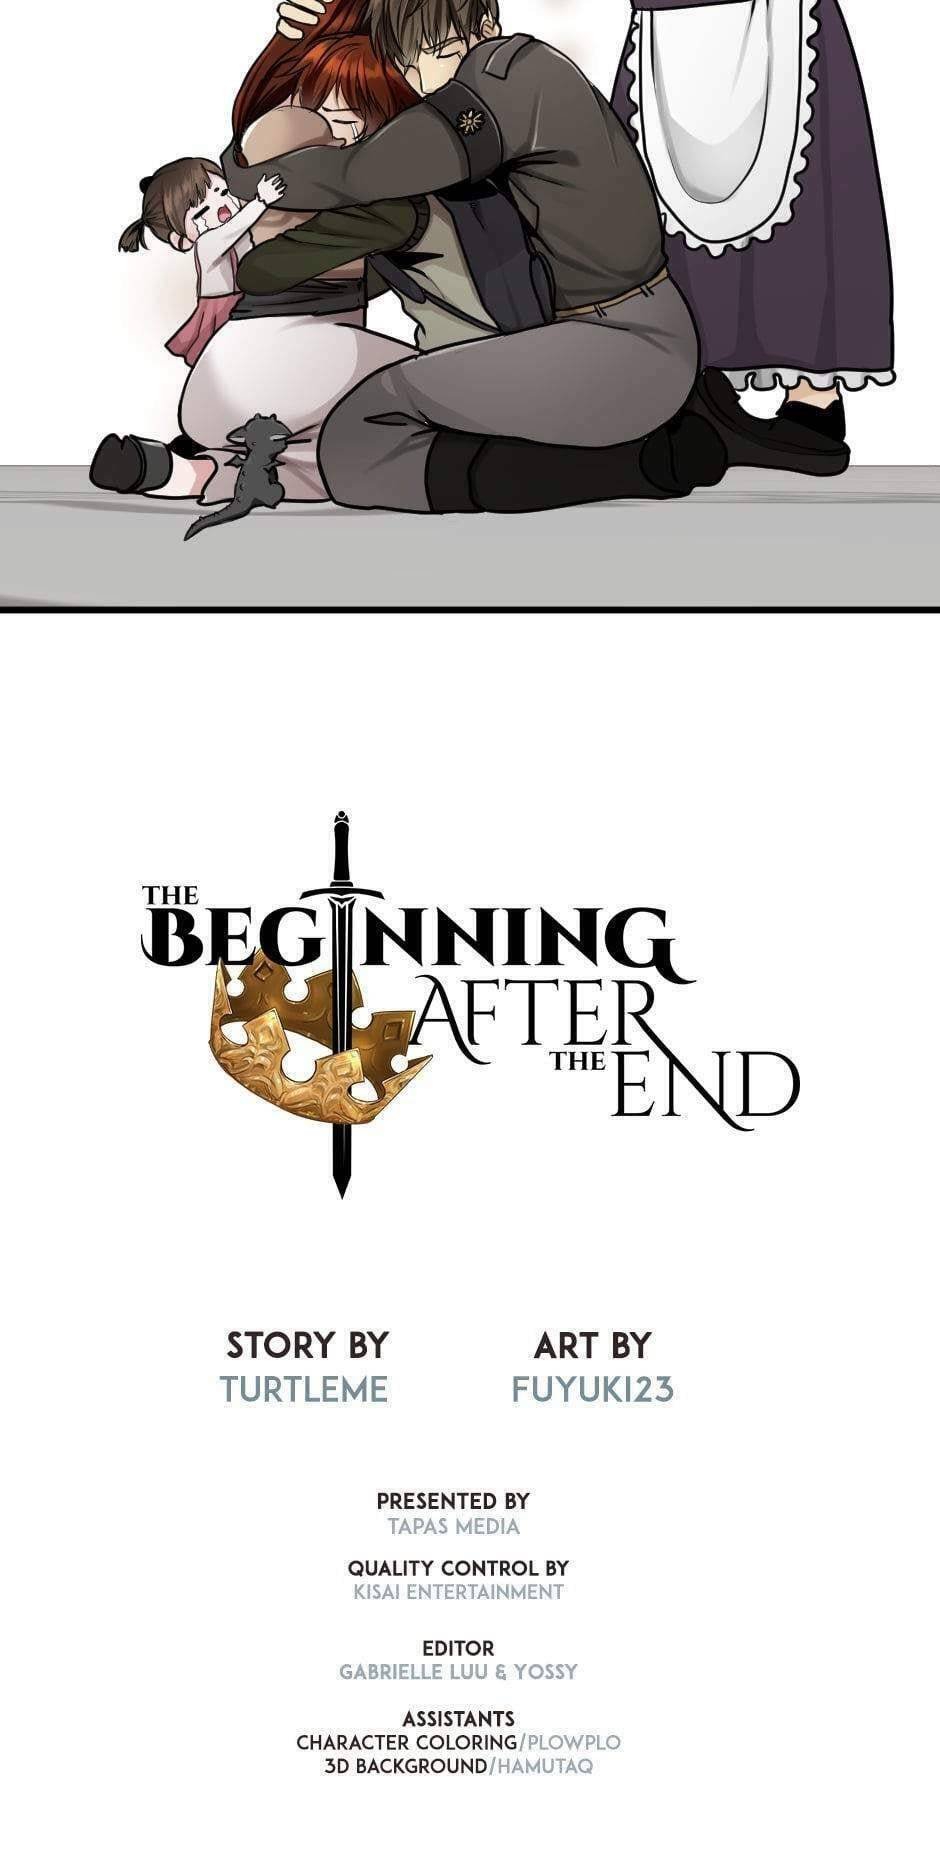 THE
BEGINNING
AFTER
THE END
STORY BY
TURTLEME
ART BY
FUYUKI23
PRESENTED BY
TAPAS MEDIA
QUALITY CONTROL BY
KISAI ENTERTAINMENT
EDITOR
GABRIELLE LUU & YOSSY
ASSISTANTS
CHARACTER COLORING/PLOWPLO
3D BACKGROUND/HAMUTAQ